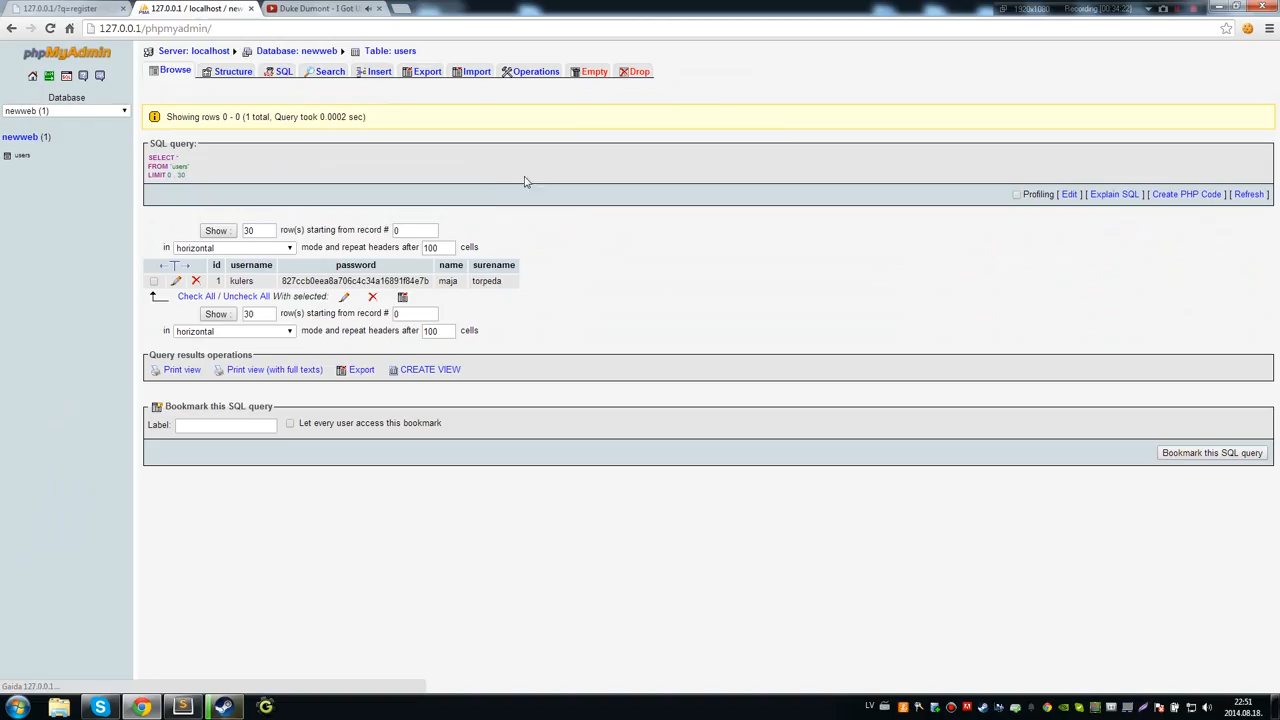 127.0.0.1/?q=register
127.0.0.1 / localhost / new
Duke Dumont - I Got U
1920x1080
Recording [00:34:22]
127.0.0.1/phpmyadmin/
phpMyAdmin
Server: localhost
Database: newweb
Table: users
Browse
Structure
SQL
Search
Insert
Export
Import
Operations
Empty
Drop
Database
newweb (1)
newweb (1)
users
Showing rows 0 - 0 (1 total, Query took 0.0002 sec)
SQL query:
SELECT *
FROM `users`
LIMIT 0 , 30
Profiling [ Edit ] [ Explain SQL ] [ Create PHP Code ] [ Refresh ]
Show : 30 row(s) starting from record # 0
in horizontal mode and repeat headers after 100 cells
id username password name surename
1 kulers 827ccb0eea8a706c4c34a16891f84e7b maja torpeda
Check All / Uncheck All With selected:
Show : 30 row(s) starting from record # 0
in horizontal mode and repeat headers after 100 cells
Query results operations
Print view
Print view (with full texts)
Export
CREATE VIEW
Bookmark this SQL query
Label:
Let every user access this bookmark
Bookmark this SQL query
Gaida 127.0.0.1...
LV
22:51
2014.08.18.